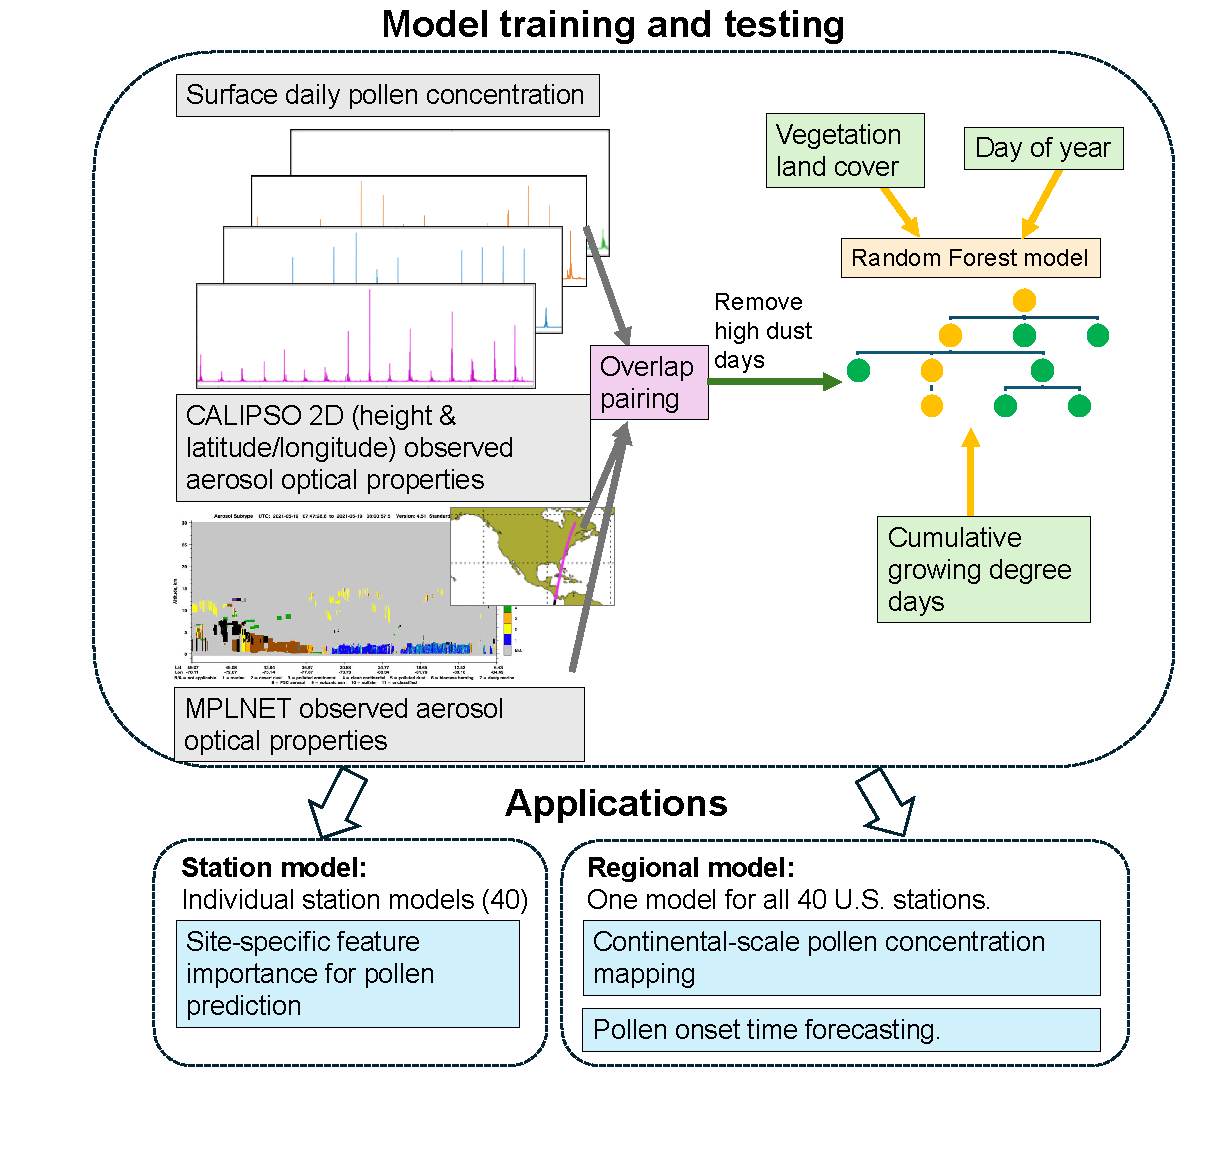 Model training and testing
Surface daily pollen concentration
Vegetation
land cover
Day of year
Random Forest model
Remove
high dust
days
Overlap
pairing
CALIPSO 2D (height &
latitude/longitude) observed
aerosol optical properties
Cumulative
growing degree
days
MPLNET observed aerosol
optical properties
Applications
Station model:
Individual station models (40)
Site-specific feature
importance for pollen
prediction
Regional model:
One model for all 40 U.S. stations.
Continental-scale pollen concentration
mapping
Pollen onset time forecasting.